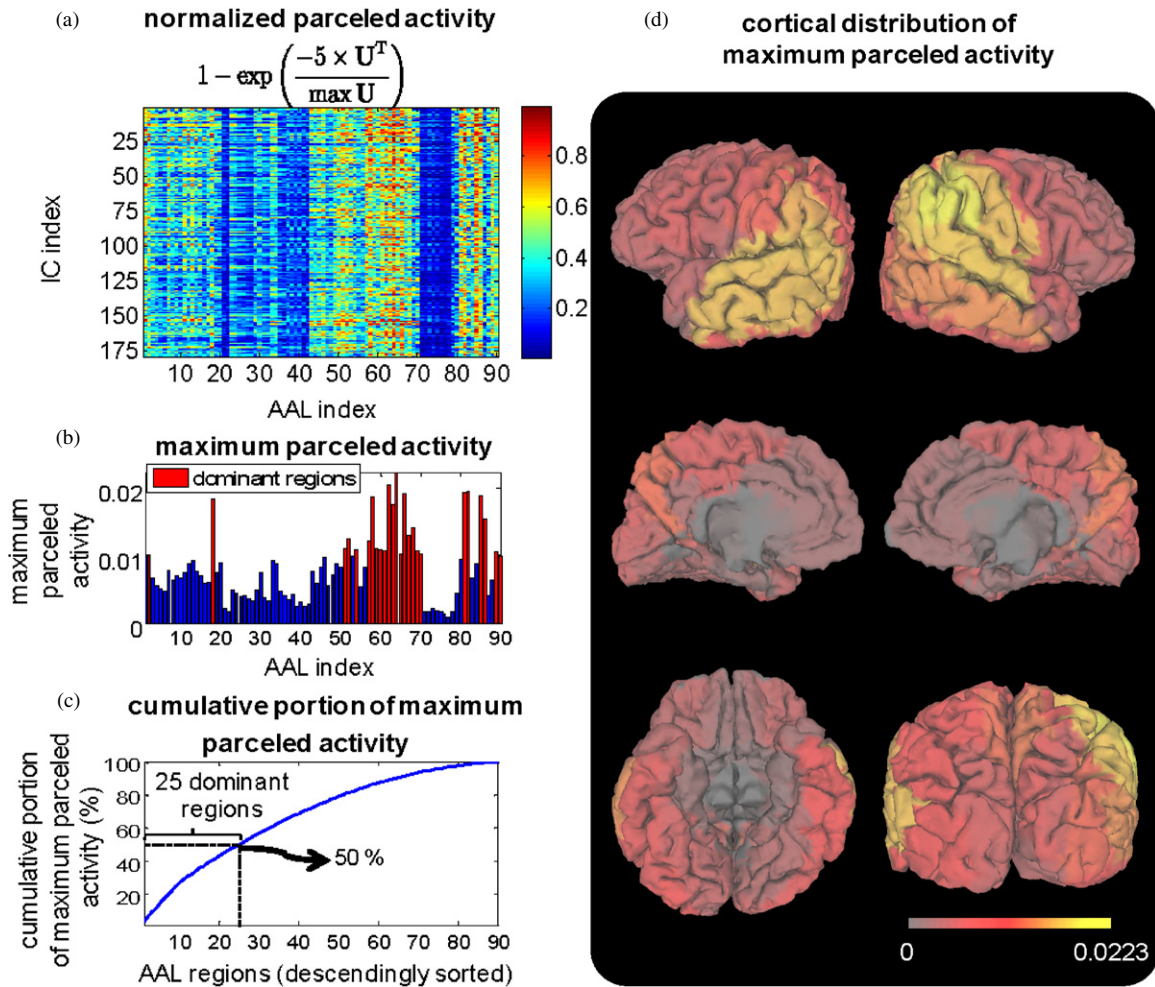 (a)
normalized parceled activity
1 − exp ( −5 × U^T / max U )
IC index
25
50
75
100
125
150
175
10 20 30 40 50 60 70 80 90
AAL index
0.8
0.6
0.4
0.2
(b)
maximum parceled activity
dominant regions
maximum
parceled
activity
0.02
0.01
0
10 20 30 40 50 60 70 80 90
AAL index
(c)
cumulative portion of maximum
parceled activity
cumulative portion
of maximum parceled
activity (%)
100
80
60
40
20
25 dominant
regions
50 %
10 20 30 40 50 60 70 80 90
AAL regions (descendingly sorted)
(d)
cortical distribution of
maximum parceled activity
0 0.0223